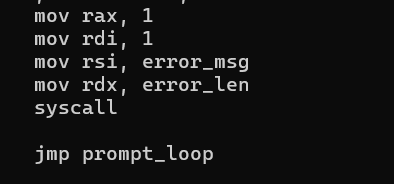 mov rax, 1
mov rdi, 1
mov rsi, error_msg
mov rdx, error_len
syscall
jmp prompt_loop